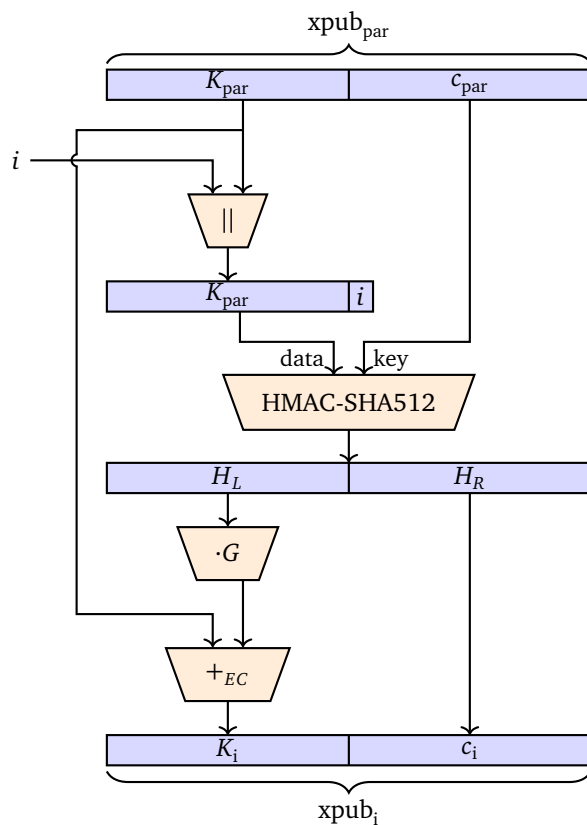 xpub_par
K_par c_par
i
||
K_par i
data key
HMAC-SHA512
H_L H_R
·G
+_EC
K_i c_i
xpub_i